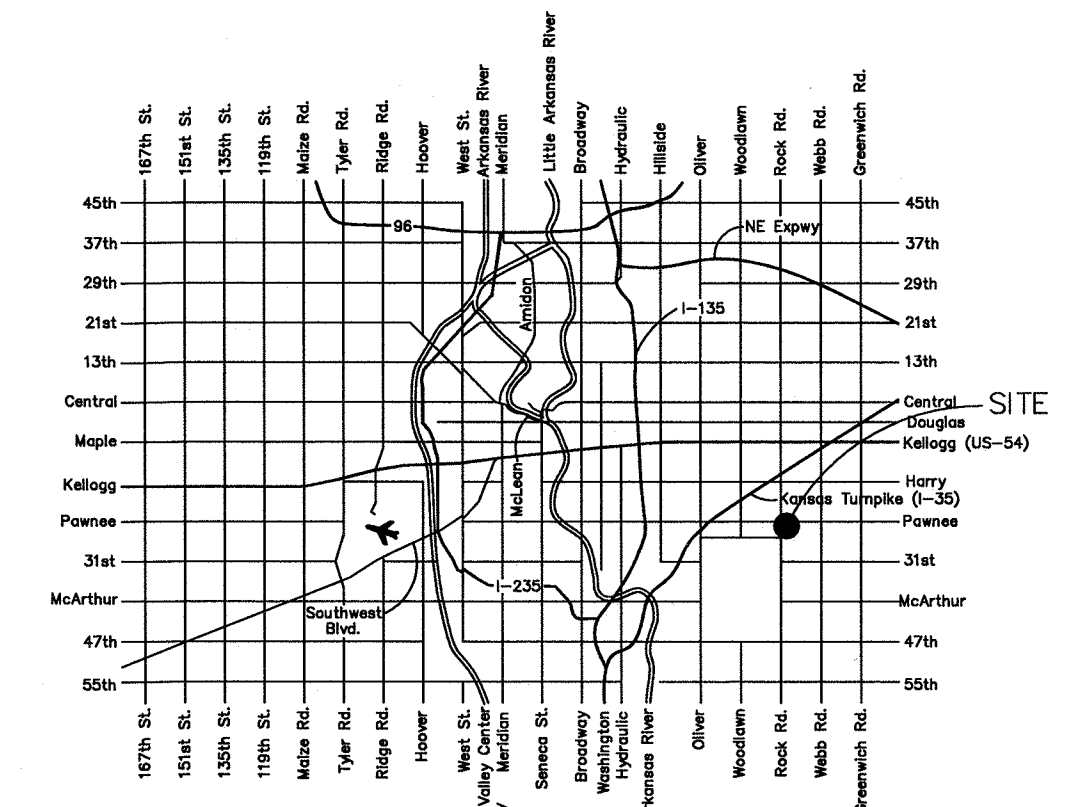 167th St.
151st St.
135th St.
119th St.
Maize Rd.
Tyler Rd.
Ridge Rd.
Hoover
West St.
Arkansas River
Meridian
Little Arkansas River
Broadway
Hydraulic
Hillside
Oliver
Woodlawn
Rock Rd.
Webb Rd.
Greenwich Rd.
45th
45th
96
NE Expwy
37th
37th
29th
29th
Amidon
I-135
21st
21st
13th
13th
Central
Central
SITE
Douglas
Maple
Kellogg (US-54)
McLean
Kellogg
Harry
Kansas Turnpike (I-35)
Pawnee
Pawnee
31st
31st
I-235
McArthur
McArthur
Southwest
Blvd.
47th
47th
55th
55th
167th St.
151st St.
135th St.
119th St.
Maize Rd.
Tyler Rd.
Ridge Rd.
Hoover
West St.
Valley Center
Meridian
Seneca St.
Broadway
Washington
Hydraulic
rkansas River
Oliver
Woodlawn
Rock Rd.
Webb Rd.
reenwich Rd.